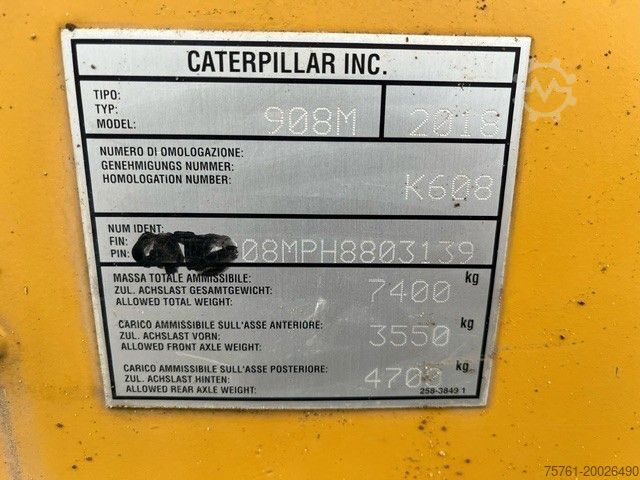 CATERPILLAR INC.
TIPO:
TYP:
MODEL: 908M 2018
NUMERO DI OMOLOGAZIONE:
GENEHMIGUNGS NUMMER:
HOMOLOGATION NUMBER: K608
NUM IDENT:
FIN:
PIN: 08MPH8803139
MASSA TOTALE AMMISSIBILE:
ZUL. ACHSLAST GESAMTGEWICHT: 7400 kg
ALLOWED TOTAL WEIGHT:
CARICO AMMISSIBILE SULL'ASSE ANTERIORE:
ZUL. ACHSLAST VORN: 3550 kg
ALLOWED FRONT AXLE WEIGHT:
CARICO AMMISSIBILE SULL'ASSE POSTERIORE:
ZUL. ACHSLAST HINTEN: 4700 kg
ALLOWED REAR AXLE WEIGHT:
258-3849 1
75761-20026490